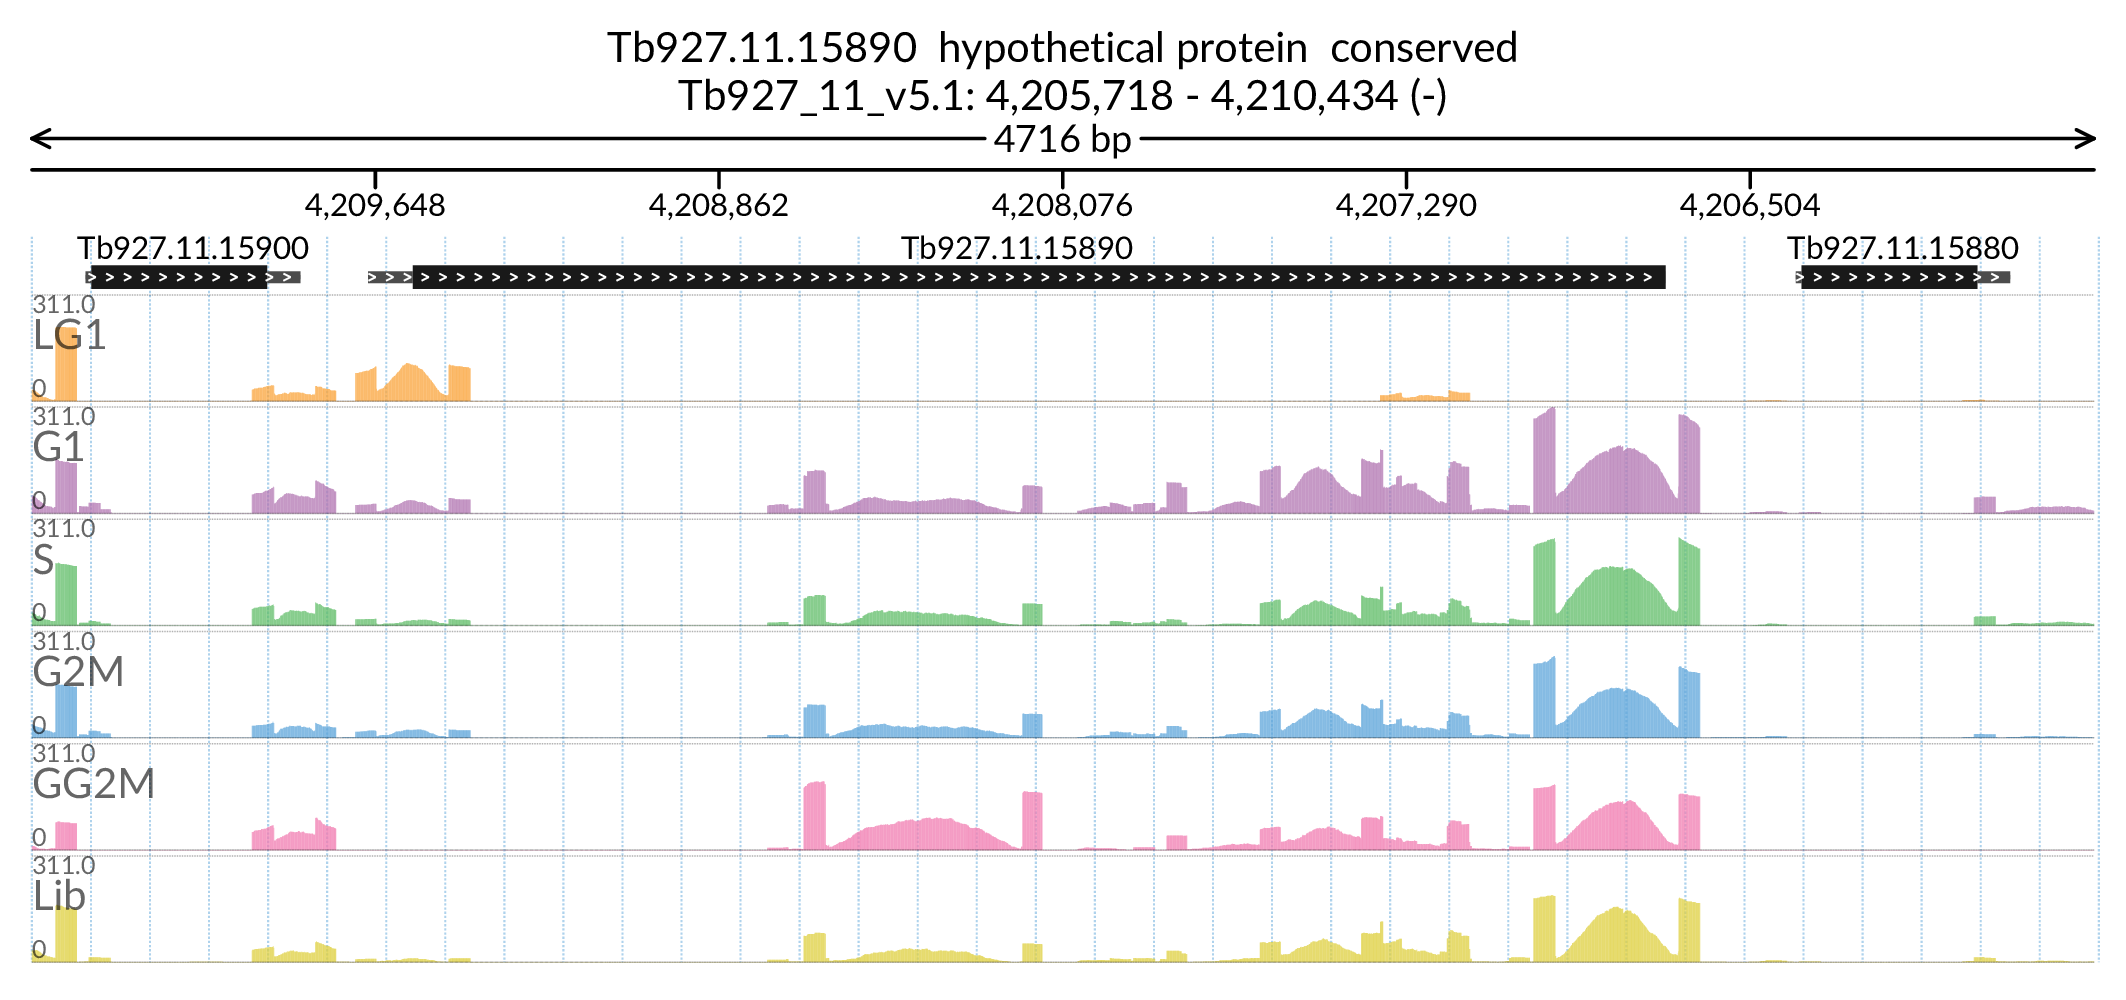 Tb927.11.15890  hypothetical protein  conserved
Tb927_11_v5.1: 4,205,718 - 4,210,434 (-)
4716 bp
4,209,648 4,208,862 4,208,076 4,207,290 4,206,504
Tb927.11.15900 Tb927.11.15890 Tb927.11.15880
311.0
LG1
0
311.0
G1
0
311.0
S
0
311.0
G2M
0
311.0
GG2M
0
311.0
Lib
0